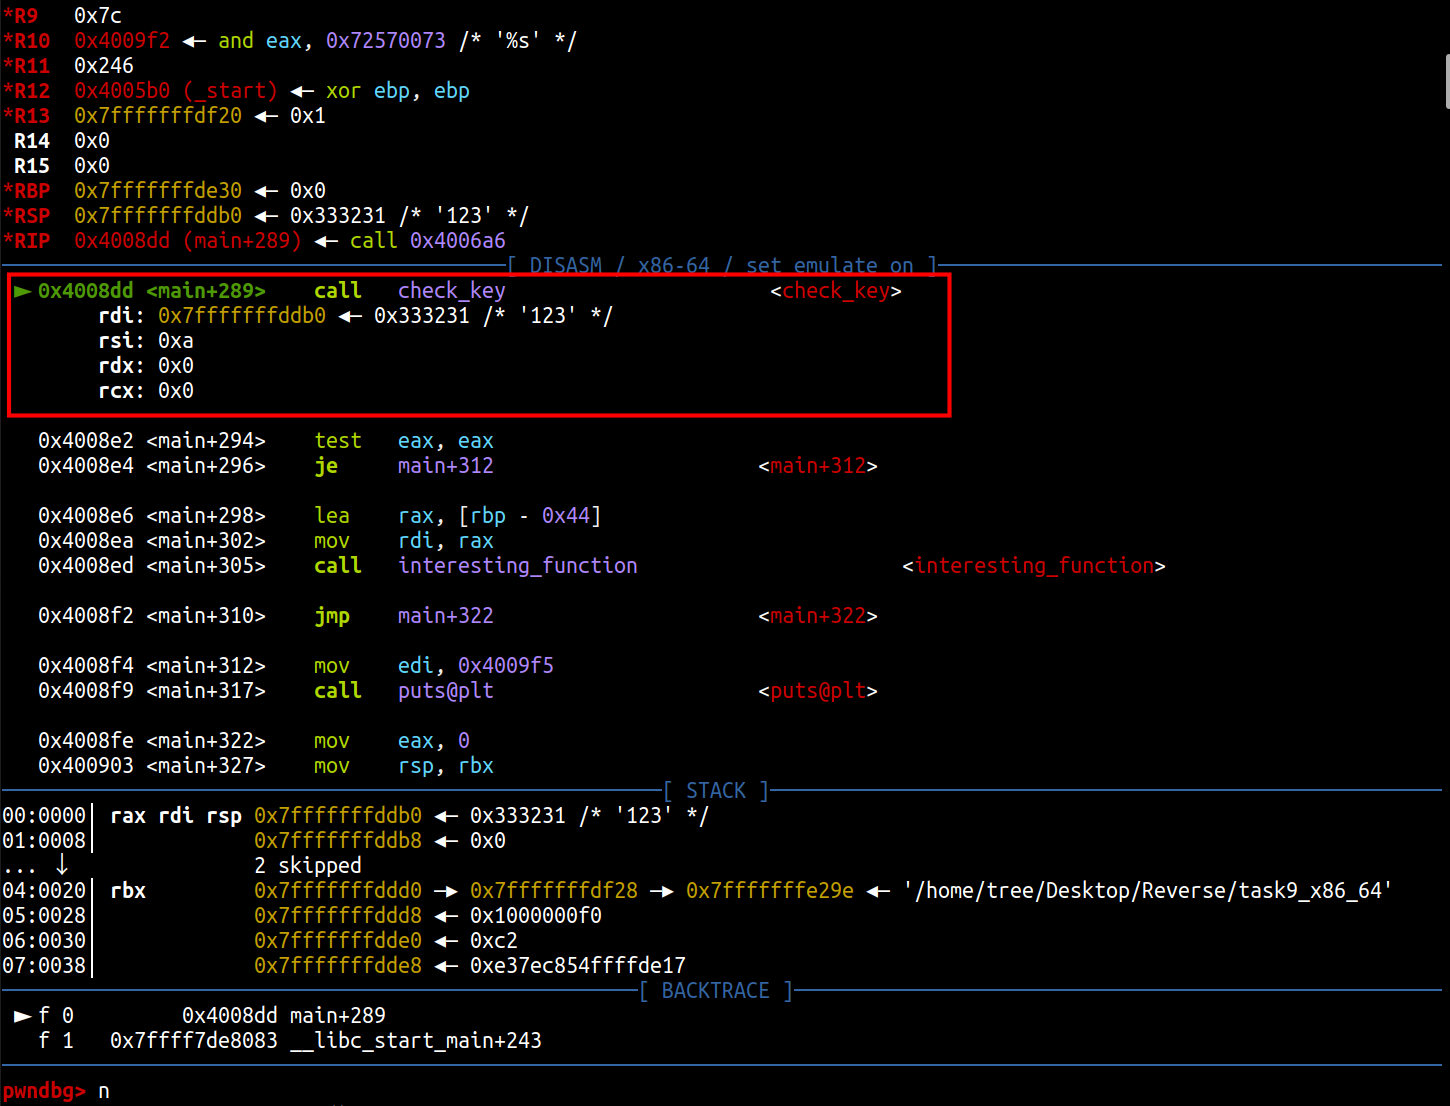 *R9   0x7c
*R10  0x4009f2 ◂— and eax, 0x72570073 /* '%s' */
*R11  0x246
*R12  0x4005b0 (_start) ◂— xor ebp, ebp
*R13  0x7fffffffdf20 ◂— 0x1
 R14  0x0
 R15  0x0
*RBP  0x7fffffffde30 ◂— 0x0
*RSP  0x7fffffffddb0 ◂— 0x333231 /* '123' */
*RIP  0x4008dd (main+289) ◂— call 0x4006a6
[ DISASM / x86-64 / set emulate on ]
► 0x4008dd <main+289>    call   check_key                      <check_key>
        rdi: 0x7fffffffddb0 ◂— 0x333231 /* '123' */
        rsi: 0xa
        rdx: 0x0
        rcx: 0x0
   0x4008e2 <main+294>    test   eax, eax
   0x4008e4 <main+296>    je     main+312                      <main+312>
   0x4008e6 <main+298>    lea    rax, [rbp - 0x44]
   0x4008ea <main+302>    mov    rdi, rax
   0x4008ed <main+305>    call   interesting_function                      <interesting_function>
   0x4008f2 <main+310>    jmp    main+322                      <main+322>
   0x4008f4 <main+312>    mov    edi, 0x4009f5
   0x4008f9 <main+317>    call   puts@plt                      <puts@plt>
   0x4008fe <main+322>    mov    eax, 0
   0x400903 <main+327>    mov    rsp, rbx
[ STACK ]
00:0000│ rax rdi rsp 0x7fffffffddb0 ◂— 0x333231 /* '123' */
01:0008│             0x7fffffffddb8 ◂— 0x0
... ↓                2 skipped
04:0020│ rbx         0x7fffffffddd0 —▸ 0x7fffffffdf28 —▸ 0x7fffffffe29e ◂— '/home/tree/Desktop/Reverse/task9_x86_64'
05:0028│             0x7fffffffddd8 ◂— 0x1000000f0
06:0030│             0x7fffffffdde0 ◂— 0xc2
07:0038│             0x7fffffffdde8 ◂— 0xe37ec854ffffde17
[ BACKTRACE ]
► f 0         0x4008dd main+289
  f 1   0x7ffff7de8083 __libc_start_main+243
pwndbg> n